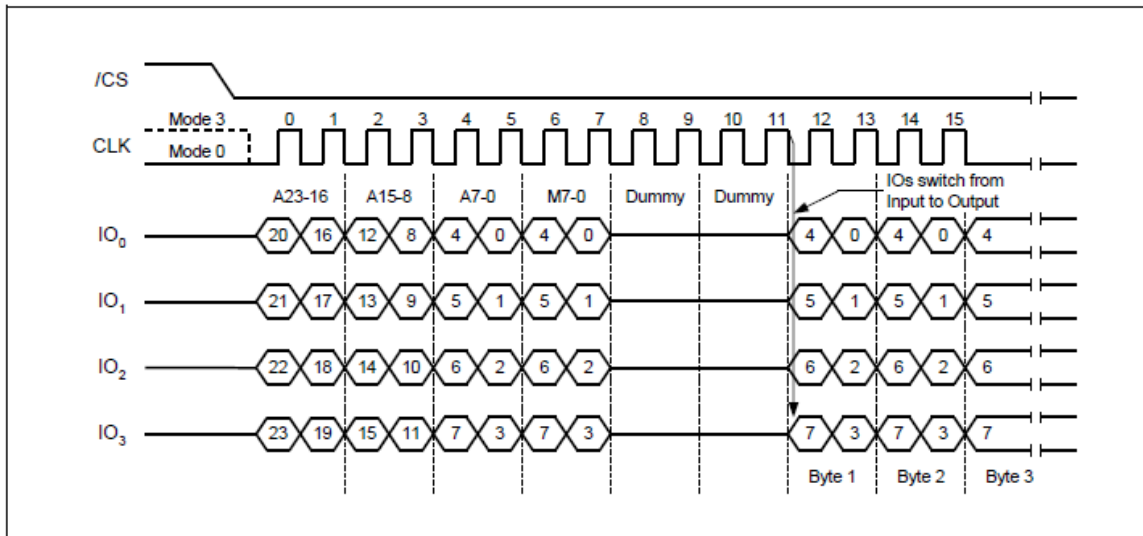 /CS
Mode 3 0 1 2 3 4 5 6 7 8 9 10 11 12 13 14 15
CLK
Mode 0
IOs switch from
Input to Output
A23-16 A15-8 A7-0 M7-0 Dummy Dummy
IO0 20 16 12 8 4 0 4 0 4 0 4 0 4
IO1 21 17 13 9 5 1 5 1 5 1 5 1 5
IO2 22 18 14 10 6 2 6 2 6 2 6 2 6
IO3 23 19 15 11 7 3 7 3 7 3 7 3 7
Byte 1 Byte 2 Byte 3